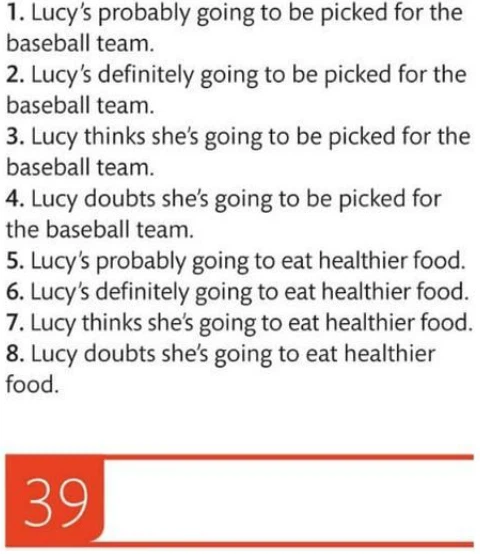 1. Lucy's probably going to be picked for the
baseball team.
2. Lucy's definitely going to be picked for the
baseball team.
3. Lucy thinks she's going to be picked for the
baseball team.
4. Lucy doubts she's going to be picked for
the baseball team.
5. Lucy's probably going to eat healthier food.
6. Lucy's definitely going to eat healthier food.
7. Lucy thinks she's going to eat healthier food.
8. Lucy doubts she's going to eat healthier
food.
39